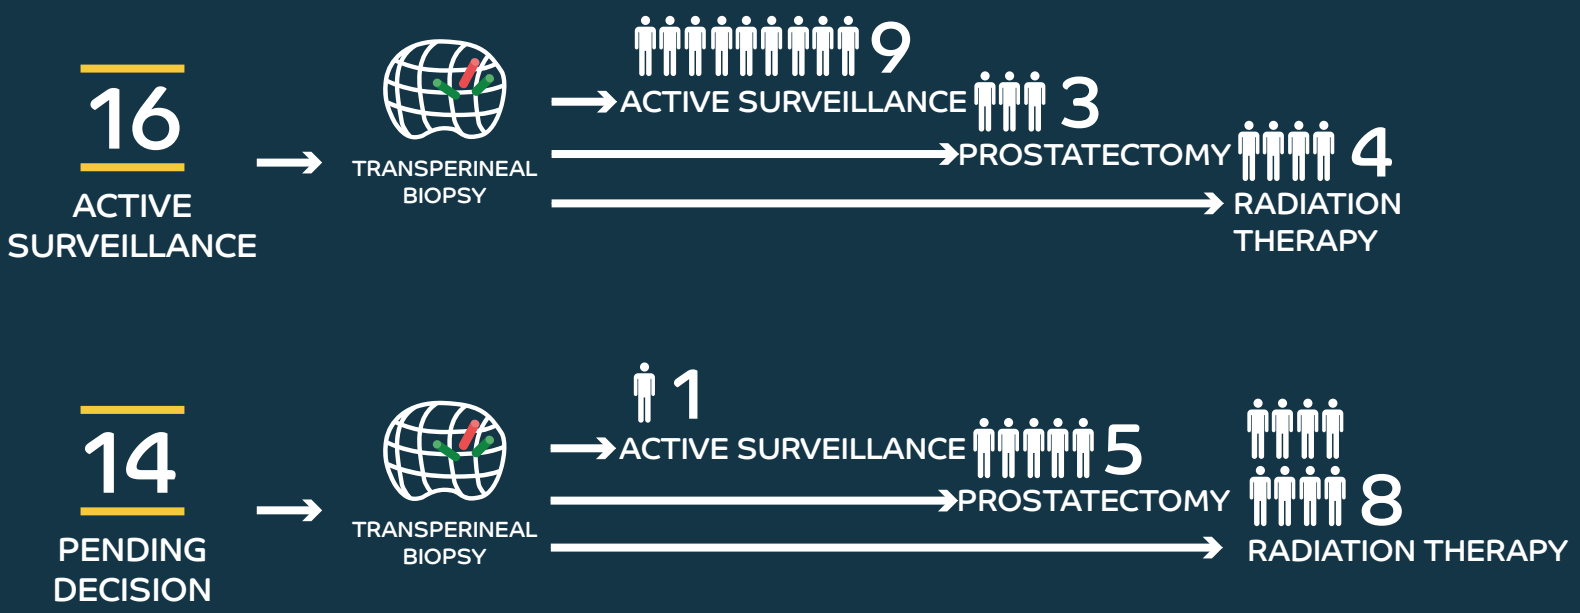 16
ACTIVE
SURVEILLANCE
TRANSPERINEAL
BIOPSY
9
ACTIVE SURVEILLANCE
3
PROSTATECTOMY
4
RADIATION
THERAPY
14
PENDING
DECISION
TRANSPERINEAL
BIOPSY
1
ACTIVE SURVEILLANCE
5
PROSTATECTOMY
8
RADIATION THERAPY